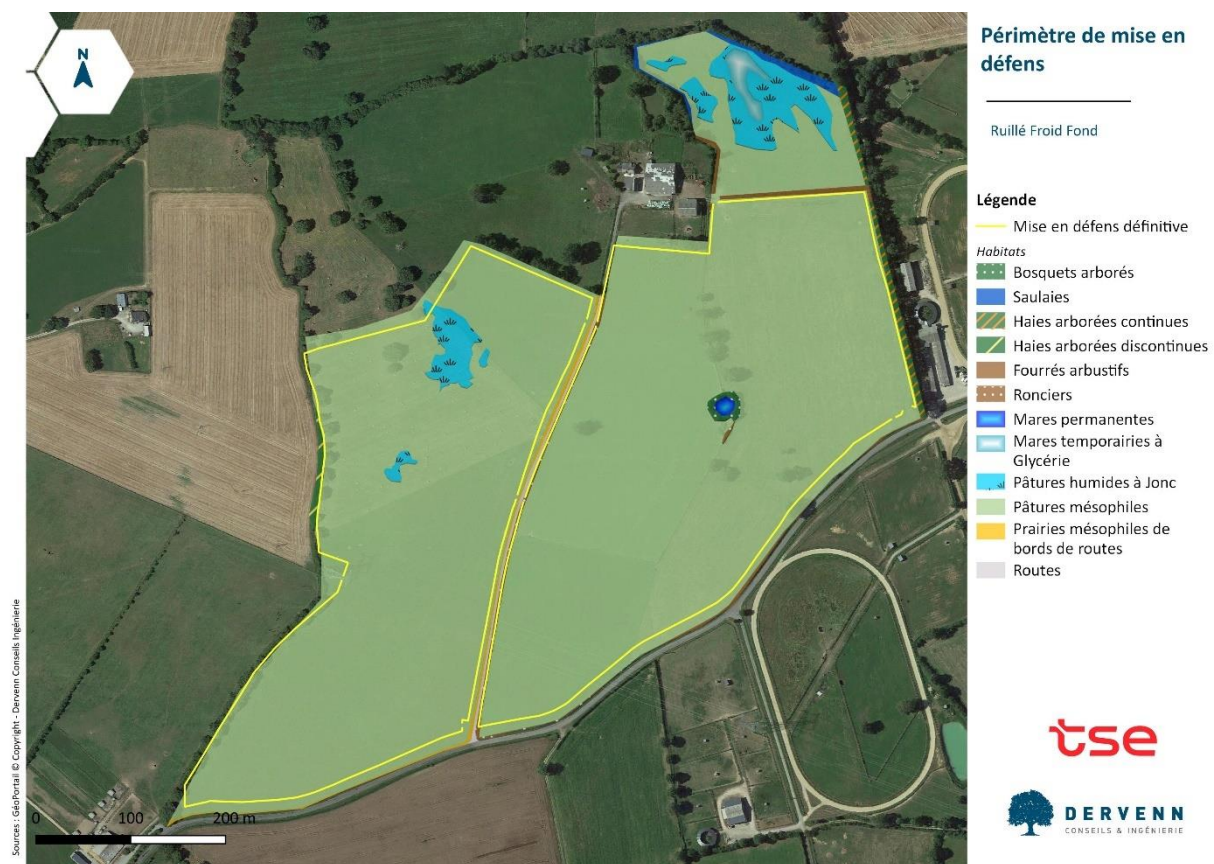 N
Périmètre de mise en
défens
Ruillé Froid Fond
Légende
Mise en défens définitive
Habitats
Bosquets arborés
Saulaies
Haies arborées continues
Haies arborées discontinues
Fourrés arbustifs
Ronciers
Mares permanentes
Mares temporairies à
Glycérie
Pâtures humides à Jonc
Pâtures mésophiles
Prairies mésophiles de
bords de routes
Routes
tse
DERVENN
CONSEILS & INGÉNIERIE
0 100 200 m
Sources : GéoPortail © Copyright - Dervenn Conseils Ingénierie